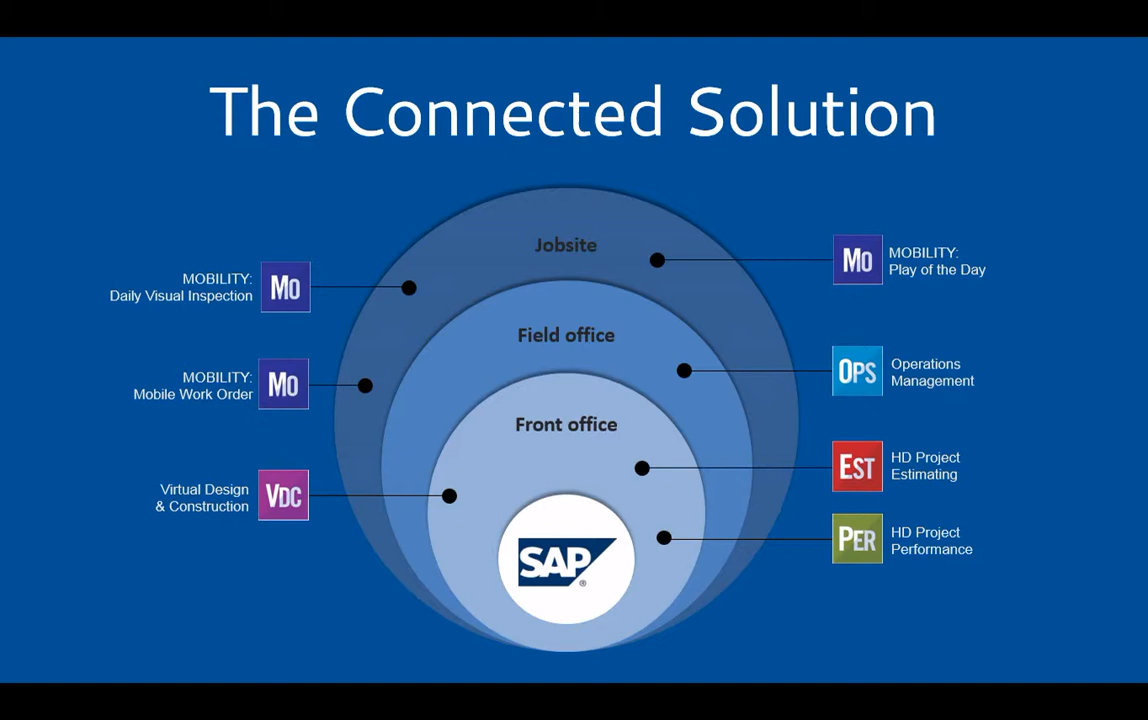 The Connected Solution
Jobsite
MOBILITY:
Daily Visual Inspection
Mo
Mo
MOBILITY:
Play of the Day
Field office
MOBILITY:
Mobile Work Order
Mo
OPS
Operations
Management
Front office
Virtual Design
& Construction
VDC
EST
HD Project
Estimating
PER
HD Project
Performance
SAP®